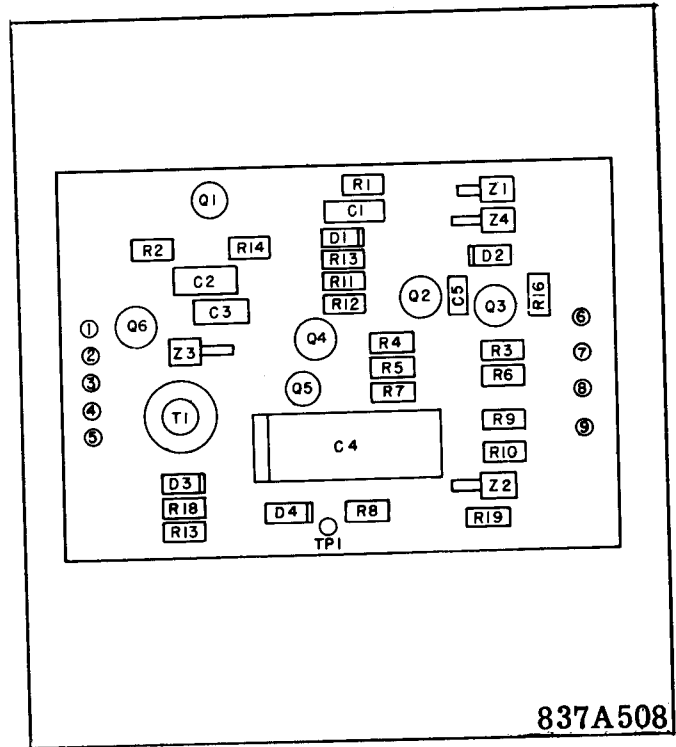 R1
Z1
Q1
C1
Z4
D1
R2
R14
R13
D2
C2
R11
Q2
C5
Q3
R16
R12
C3
①
Q6
Q4
⑥
②
Z3
R4
R3
⑦
③
R5
R6
⑧
Q5
R7
④
T1
R9
⑨
⑤
C4
R10
D3
Z2
R18
D4
R8
R19
R13
TP1
837A508